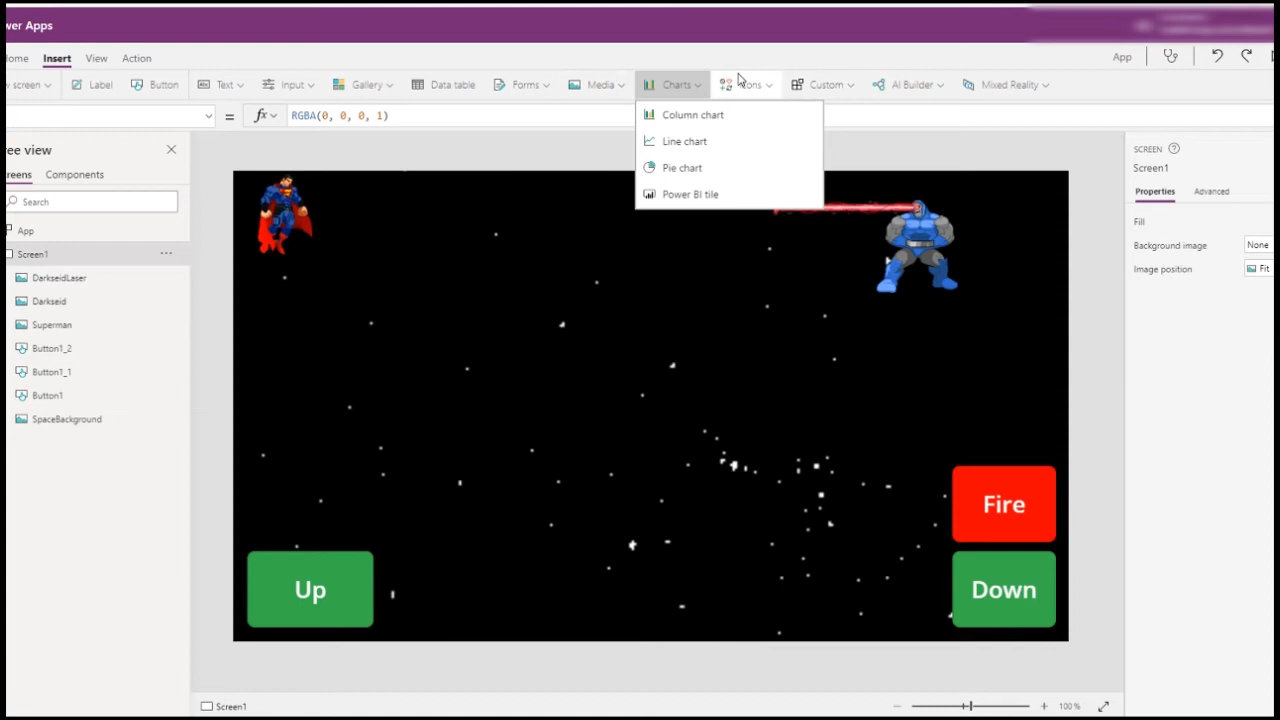 wer Apps
ome Insert View Action App
ew screen Label Button Text Input Gallery Data table Forms Media Charts ons Custom AI Builder Mixed Reality
= fx RGBA(0, 0, 0, 1)
Column chart
Line chart
Pie chart
Power BI tile
ree view
reens Components
Search
App
Screen1
DarkseidLaser
Darkseid
Superman
Button1_2
Button1_1
Button1
SpaceBackground
Fire
Up
Down
SCREEN
Screen1
Properties Advanced
Fill
Background image None
Image position Fit
Screen1
100 %